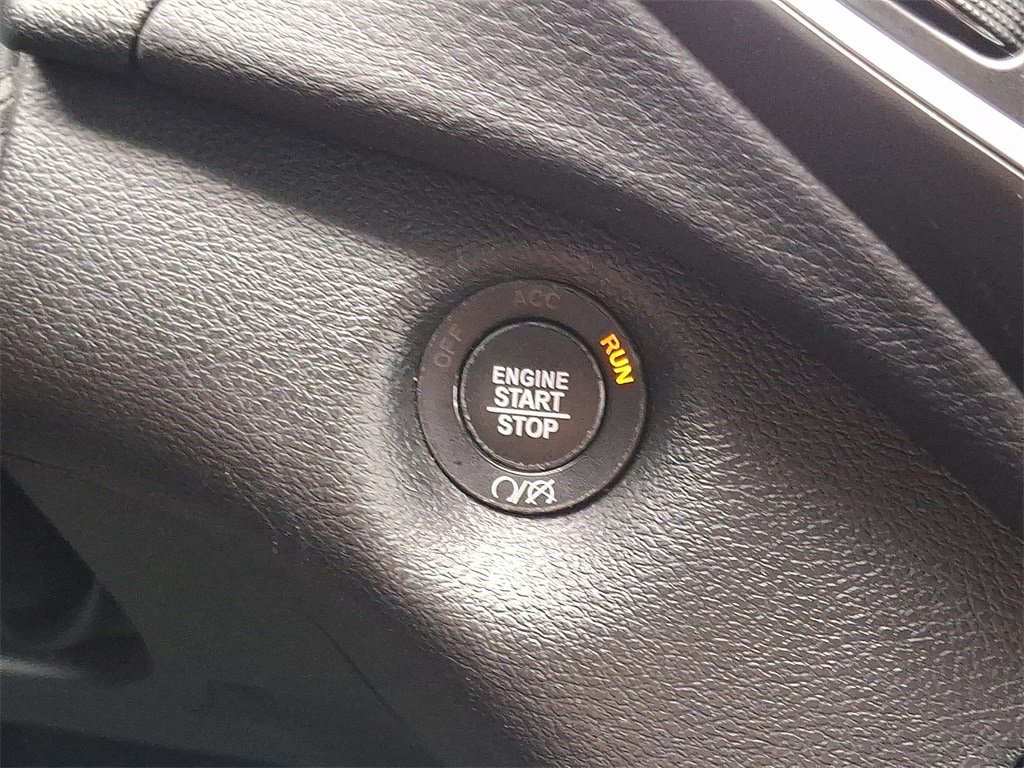 ACC
OFF
RUN
ENGINE
START
STOP